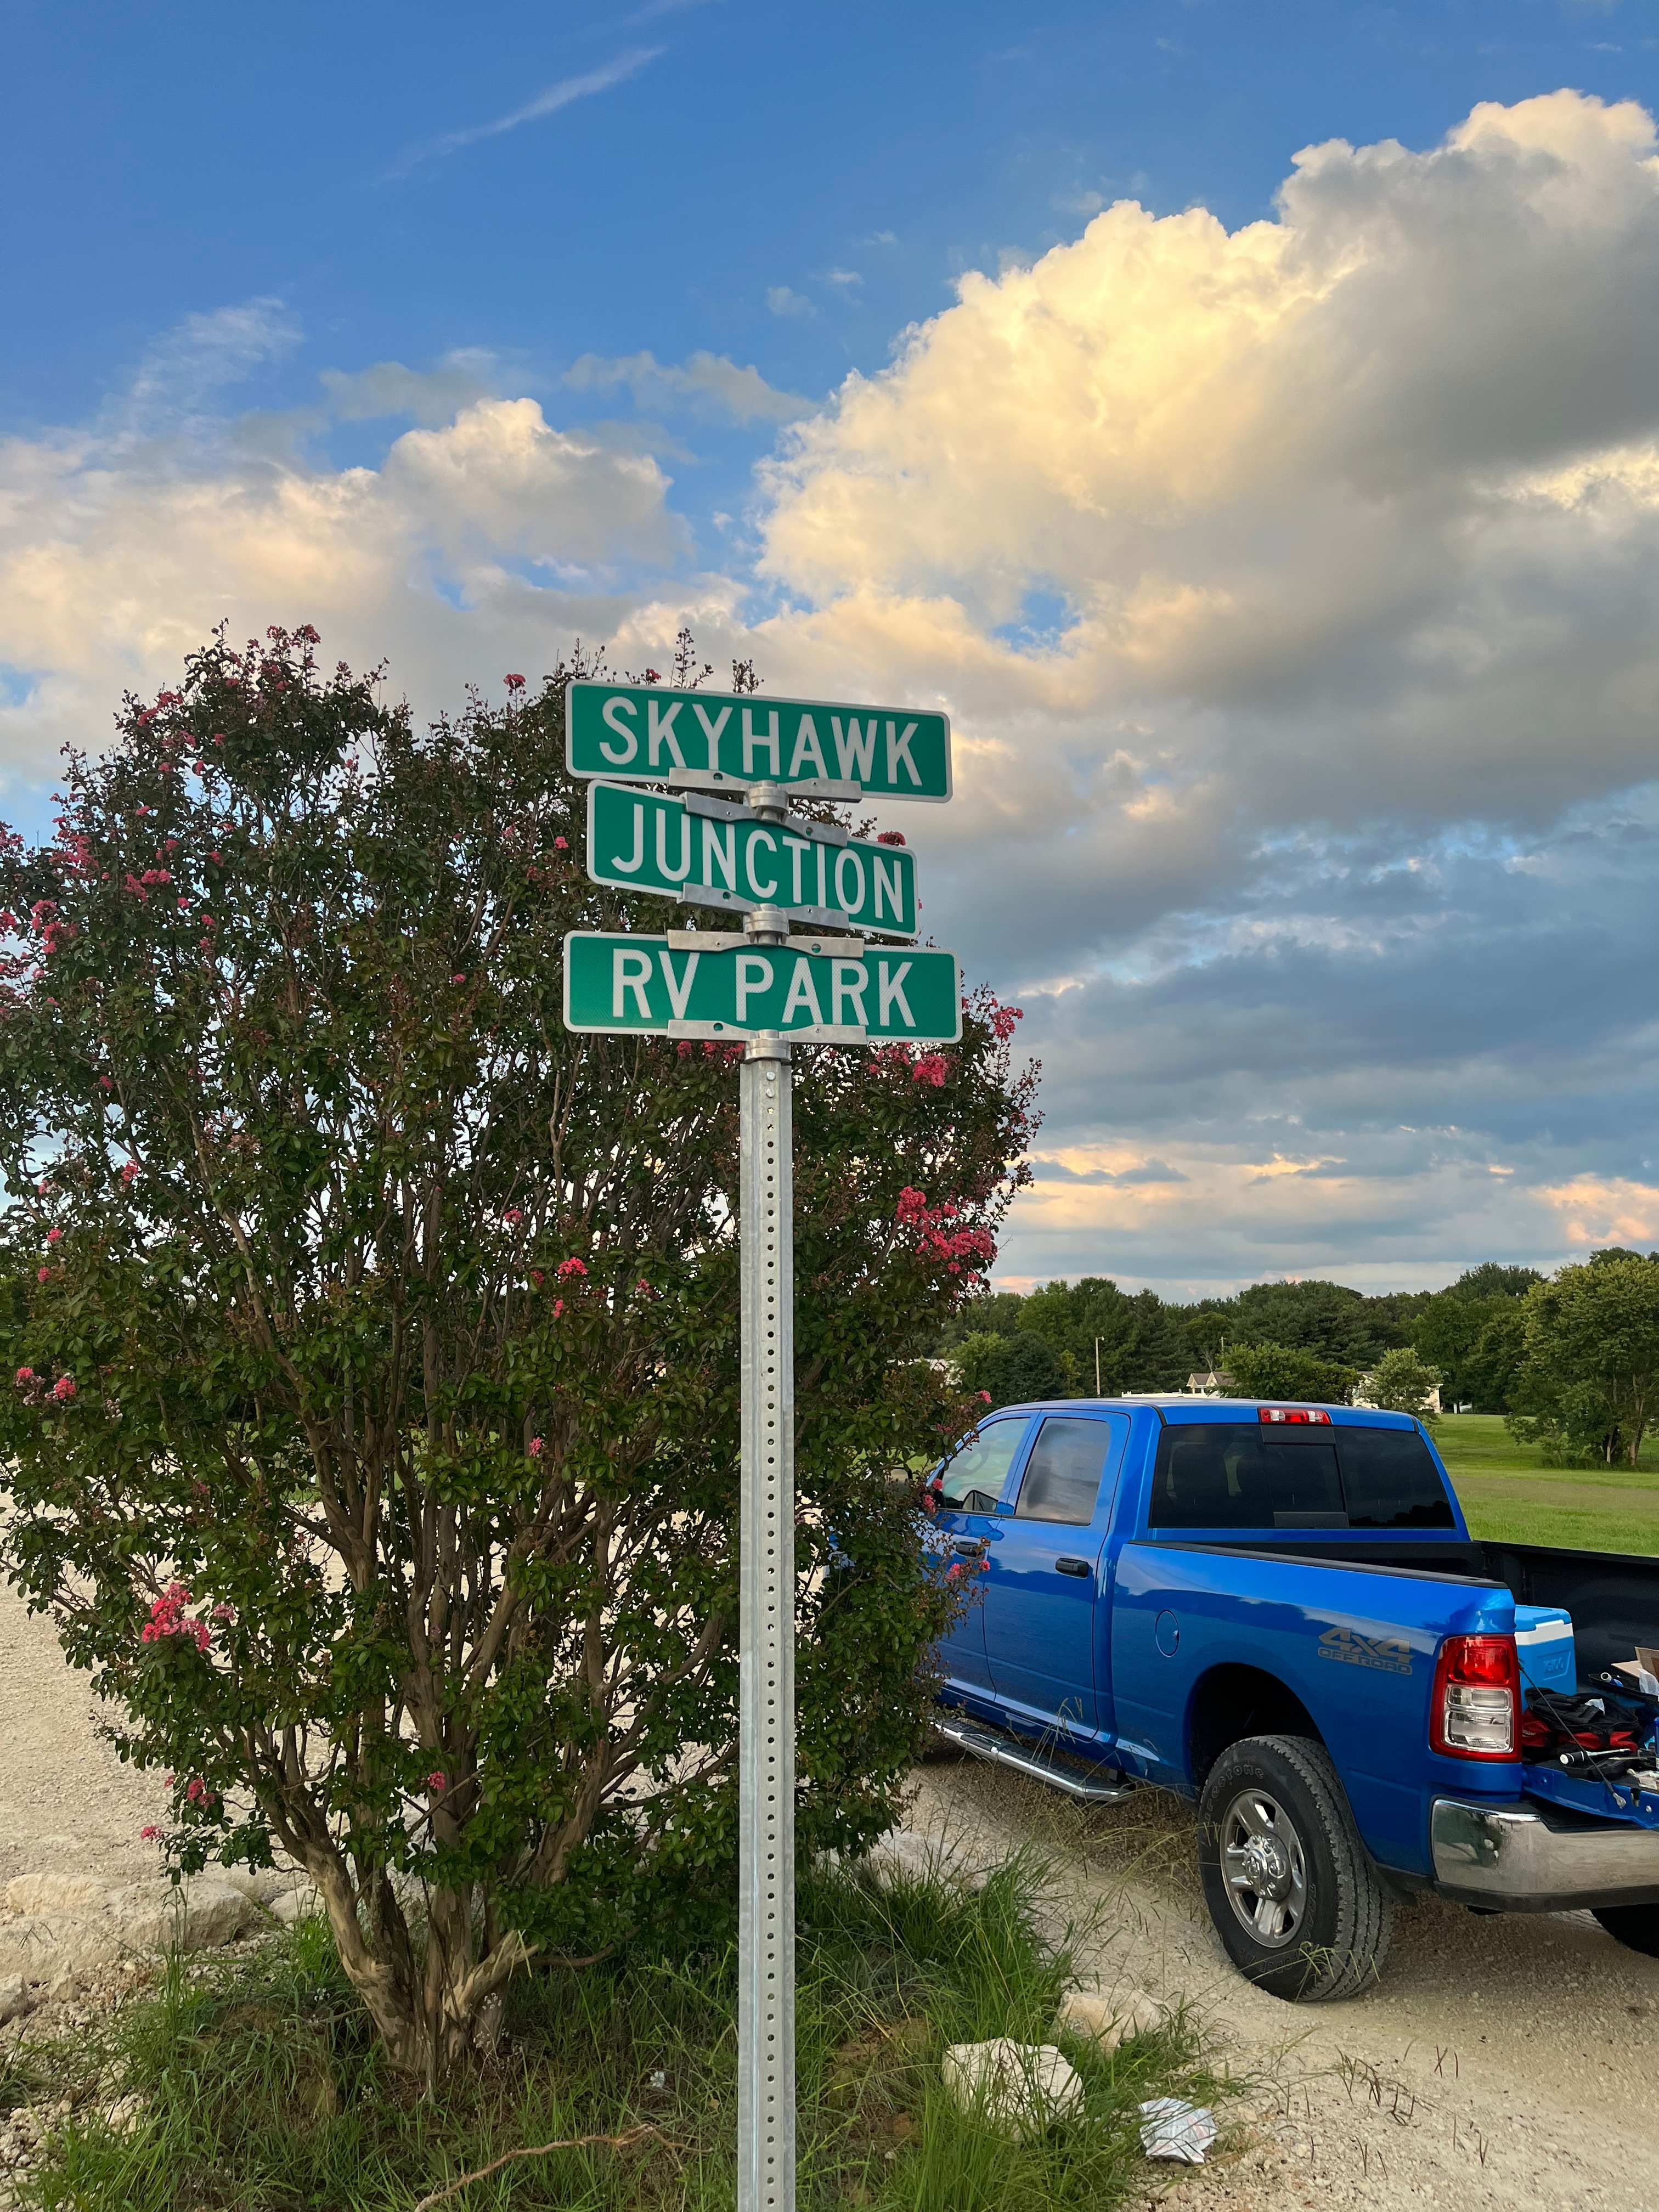 SKYHAWK
JUNCTION
RV PARK
4x4
OFF ROAD